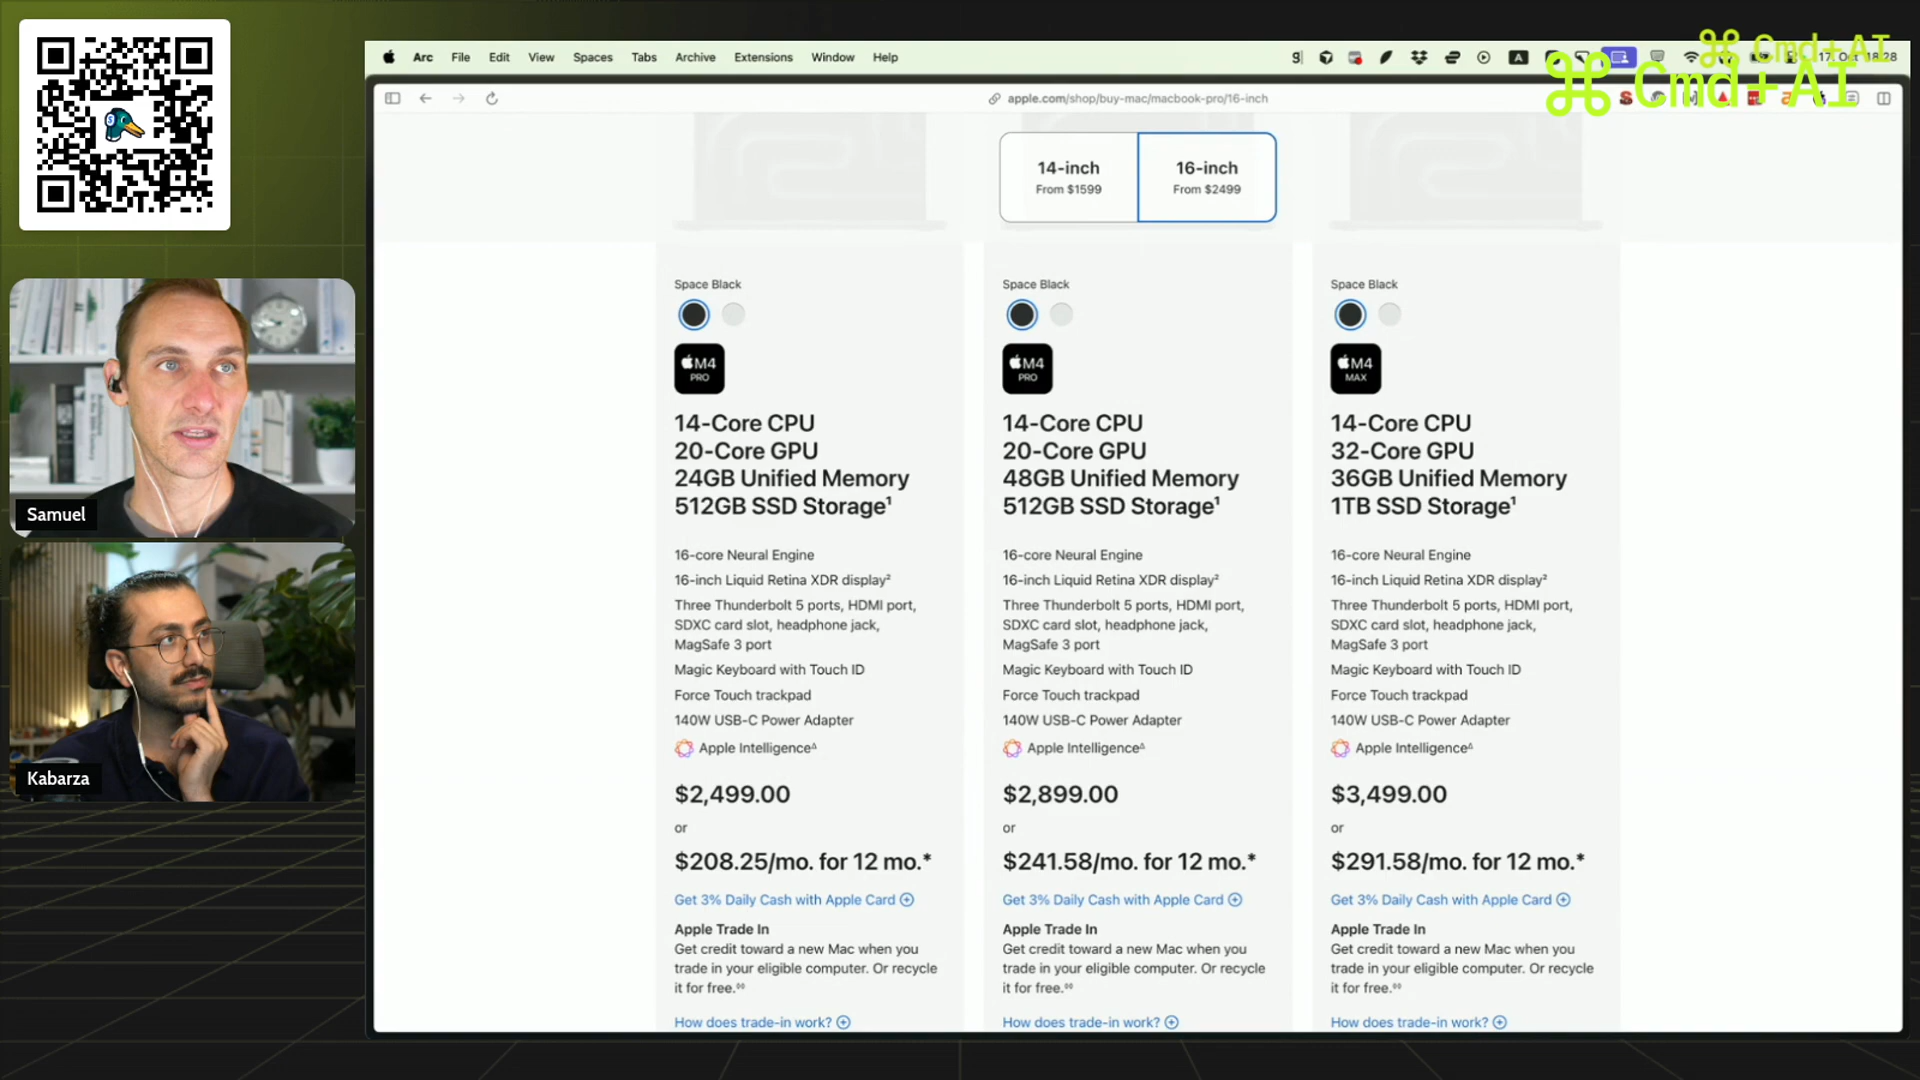 Arc File Edit View Spaces Tabs Archive Extensions Window Help
Cmd+AI
Cmd+AI
17. Oct 18:28
apple.com/shop/buy-mac/macbook-pro/16-inch
14-inch
From $1599
16-inch
From $2499
Space Black
M4
PRO
14-Core CPU
20-Core GPU
24GB Unified Memory
512GB SSD Storage¹
16-core Neural Engine
16-inch Liquid Retina XDR display²
Three Thunderbolt 5 ports, HDMI port,
SDXC card slot, headphone jack,
MagSafe 3 port
Magic Keyboard with Touch ID
Force Touch trackpad
140W USB-C Power Adapter
Apple Intelligence∆
$2,499.00
or
$208.25/mo. for 12 mo.*
Get 3% Daily Cash with Apple Card
Apple Trade In
Get credit toward a new Mac when you
trade in your eligible computer. Or recycle
it for free.◊◊
How does trade-in work?
Space Black
M4
PRO
14-Core CPU
20-Core GPU
48GB Unified Memory
512GB SSD Storage¹
16-core Neural Engine
16-inch Liquid Retina XDR display²
Three Thunderbolt 5 ports, HDMI port,
SDXC card slot, headphone jack,
MagSafe 3 port
Magic Keyboard with Touch ID
Force Touch trackpad
140W USB-C Power Adapter
Apple Intelligence∆
$2,899.00
or
$241.58/mo. for 12 mo.*
Get 3% Daily Cash with Apple Card
Apple Trade In
Get credit toward a new Mac when you
trade in your eligible computer. Or recycle
it for free.◊◊
How does trade-in work?
Space Black
M4
MAX
14-Core CPU
32-Core GPU
36GB Unified Memory
1TB SSD Storage¹
16-core Neural Engine
16-inch Liquid Retina XDR display²
Three Thunderbolt 5 ports, HDMI port,
SDXC card slot, headphone jack,
MagSafe 3 port
Magic Keyboard with Touch ID
Force Touch trackpad
140W USB-C Power Adapter
Apple Intelligence∆
$3,499.00
or
$291.58/mo. for 12 mo.*
Get 3% Daily Cash with Apple Card
Apple Trade In
Get credit toward a new Mac when you
trade in your eligible computer. Or recycle
it for free.◊◊
How does trade-in work?
Samuel
Kabarza